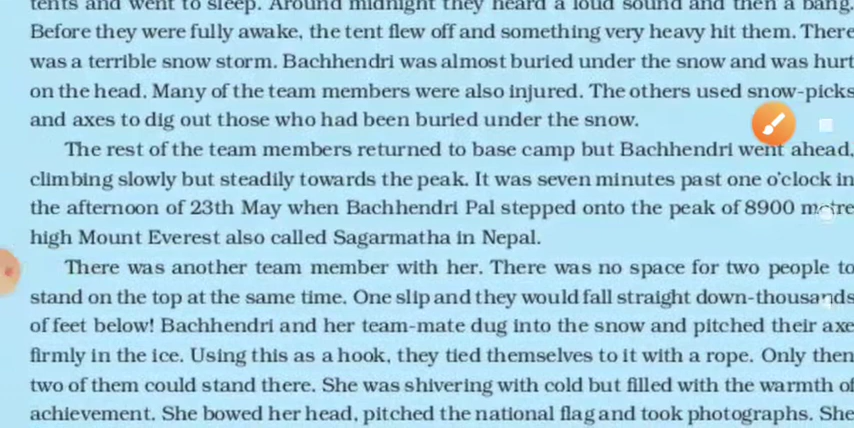 tents and went to sleep. Around midnight they heard a loud sound and then a bang.
Before they were fully awake, the tent flew off and something very heavy hit them. There
was a terrible snow storm. Bachhendri was almost buried under the snow and was hurt
on the head. Many of the team members were also injured. The others used snow-picks
and axes to dig out those who had been buried under the snow.
The rest of the team members returned to base camp but Bachhendri went ahead,
climbing slowly but steadily towards the peak. It was seven minutes past one o'clock in
the afternoon of 23th May when Bachhendri Pal stepped onto the peak of 8900 metre
high Mount Everest also called Sagarmatha in Nepal.
There was another team member with her. There was no space for two people to
stand on the top at the same time. One slip and they would fall straight down-thousands
of feet below! Bachhendri and her team-mate dug into the snow and pitched their axe
firmly in the ice. Using this as a hook, they tied themselves to it with a rope. Only then
two of them could stand there. She was shivering with cold but filled with the warmth of
achievement. She bowed her head, pitched the national flag and took photographs. She